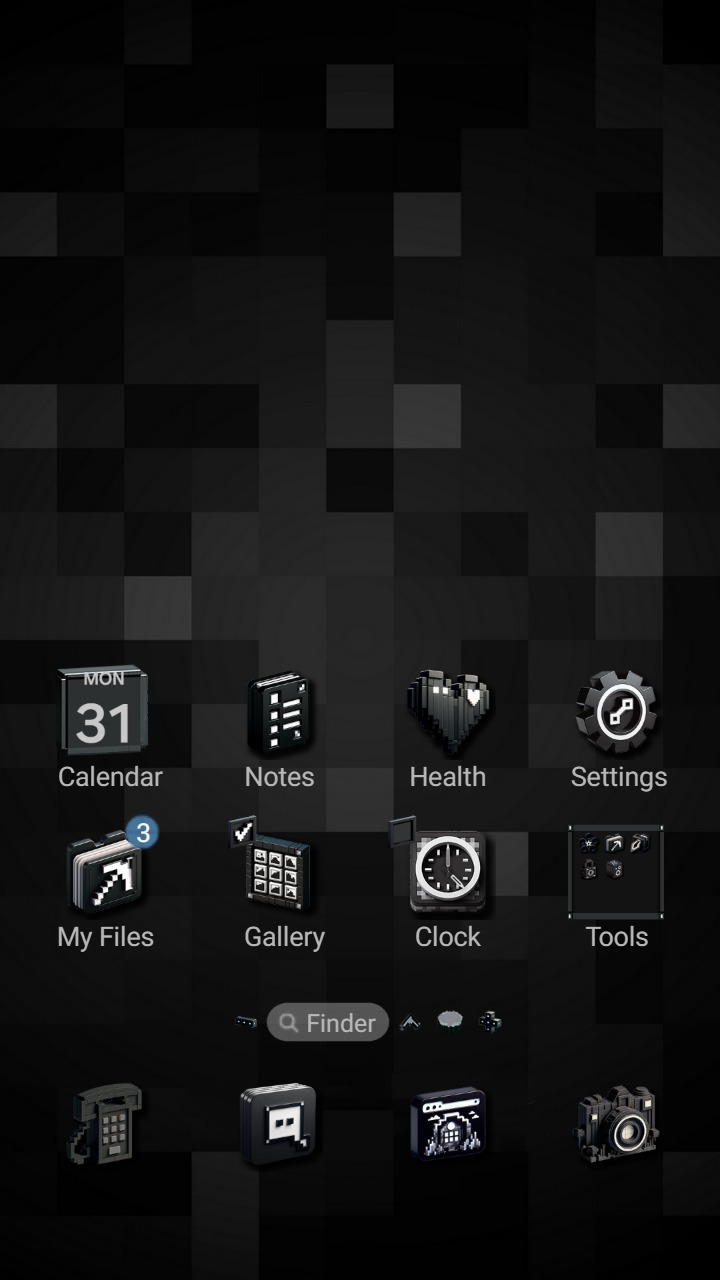 MON
31
Calendar
Notes
Health
Settings
3
My Files
Gallery
Clock
Tools
Finder